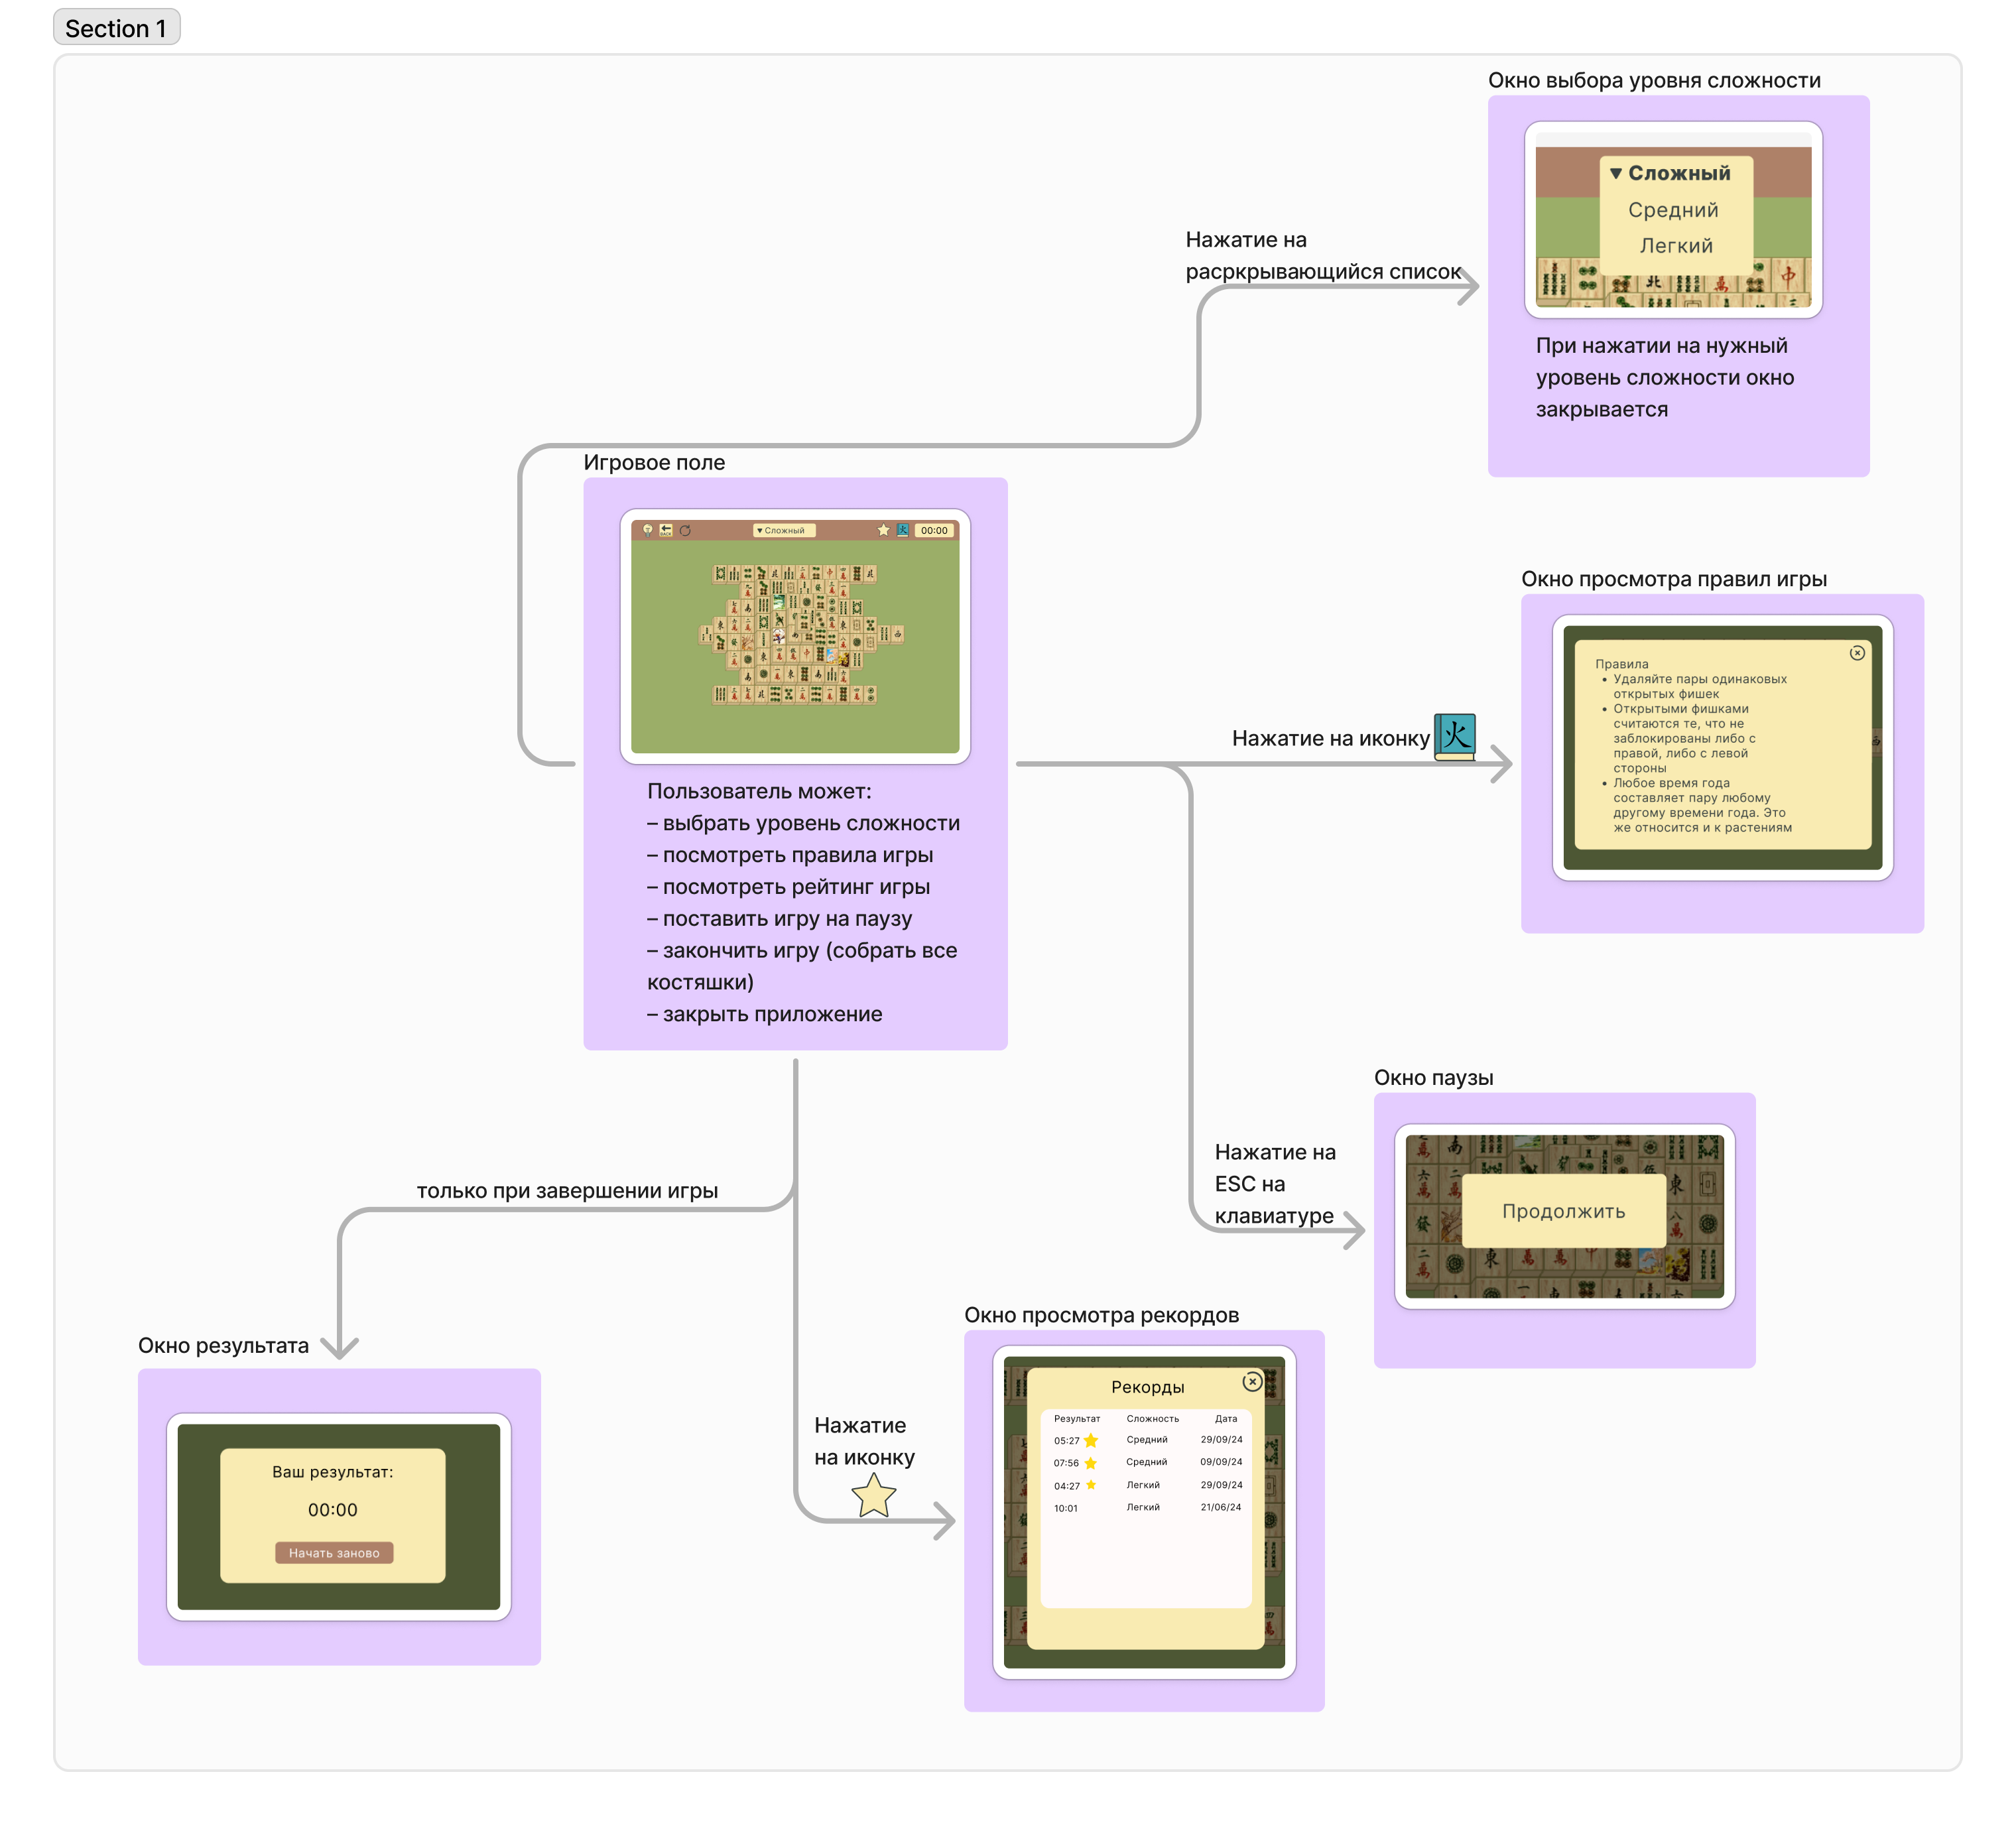 Section 1
Окно выбора уровня сложности
▼ Сложный
Средний
Легкий
При нажатии на нужный
уровень сложности окно
закрывается
Нажатие на
расркрывающийся список
Игровое поле
BACK
▼ Сложный
00:00
Пользователь может:
– выбрать уровень сложности
– посмотреть правила игры
– посмотреть рейтинг игры
– поставить игру на паузу
– закончить игру (собрать все
костяшки)
– закрыть приложение
Окно просмотра правил игры
Правила
• Удаляйте пары одинаковых
открытых фишек
• Открытыми фишками
считаются те, что не
заблокированы либо с
правой, либо с левой
стороны
• Любое время года
составляет пару любому
другому времени года. Это
же относится и к растениям
Нажатие на иконку
火
Окно паузы
Продолжить
Нажатие на
ESC на
клавиатуре
только при завершении игры
Окно результата
Ваш результат:
00:00
Начать заново
Нажатие
на иконку
Окно просмотра рекордов
Рекорды
Результат Сложность Дата
05:27 Средний 29/09/24
07:56 Средний 09/09/24
04:27 Легкий 29/09/24
10:01 Легкий 21/06/24